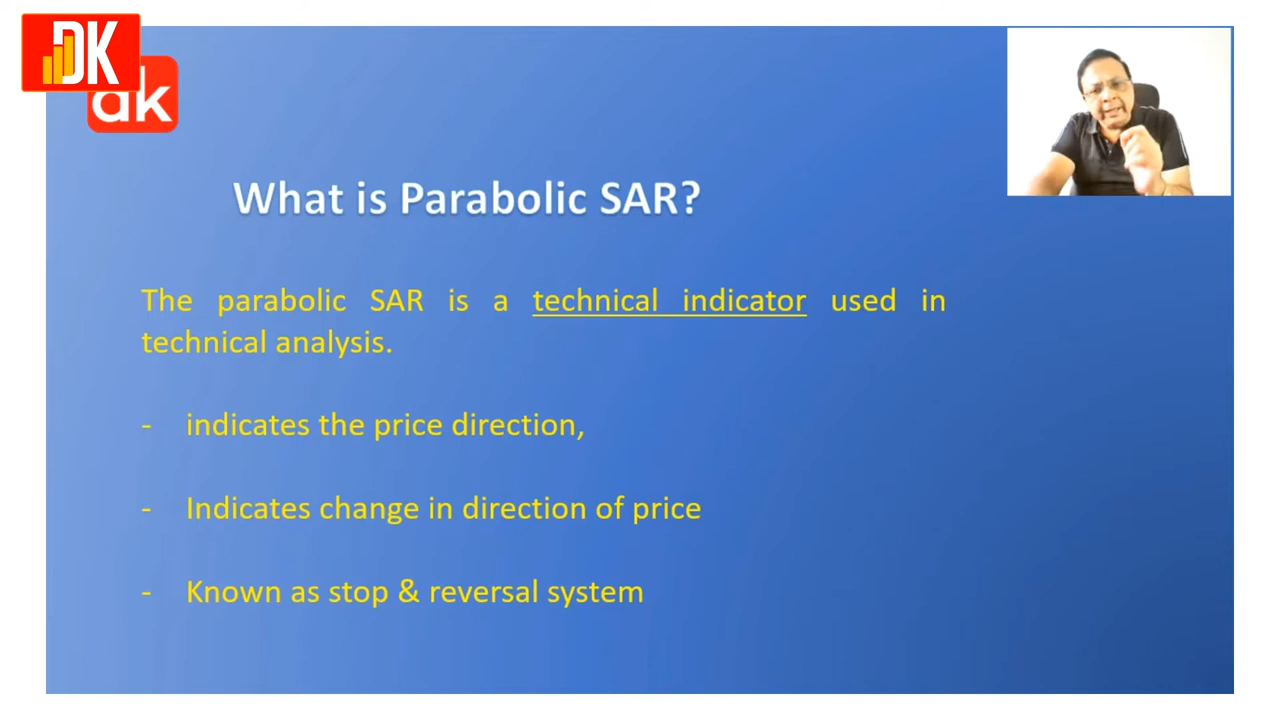 DK
dk
What is Parabolic SAR?
The parabolic SAR is a technical indicator used in
technical analysis.
- indicates the price direction,
- Indicates change in direction of price
- Known as stop & reversal system